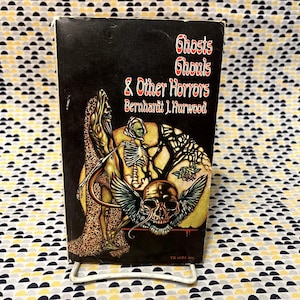 Ghosts
Ghouls
& Other Horrors
Bernhardt J. Hurwood